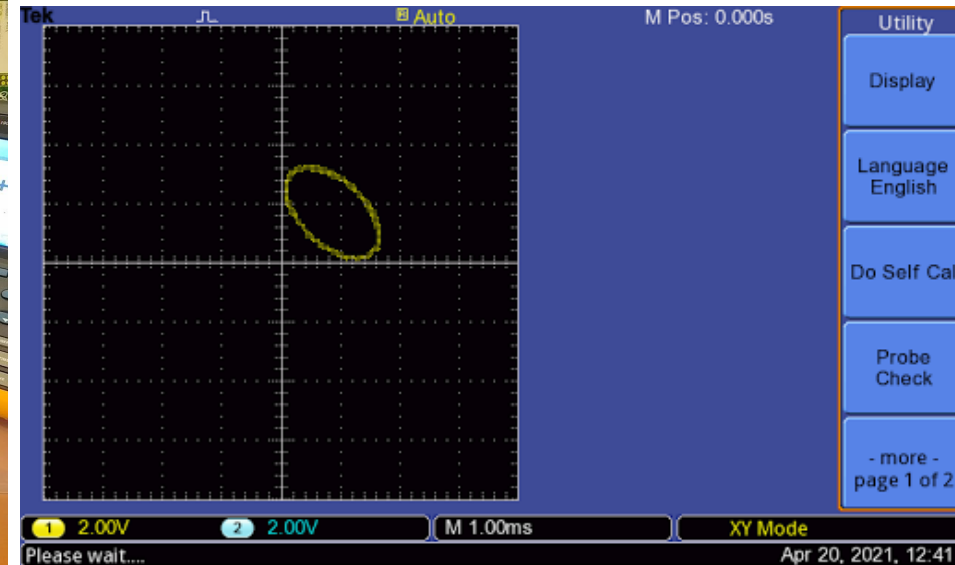 Tek Auto M Pos: 0.000s
Utility
Display
Language
English
Do Self Cal
Probe
Check
- more -
page 1 of 2
1 2.00V 2 2.00V M 1.00ms XY Mode
Please wait.... Apr 20, 2021, 12:41